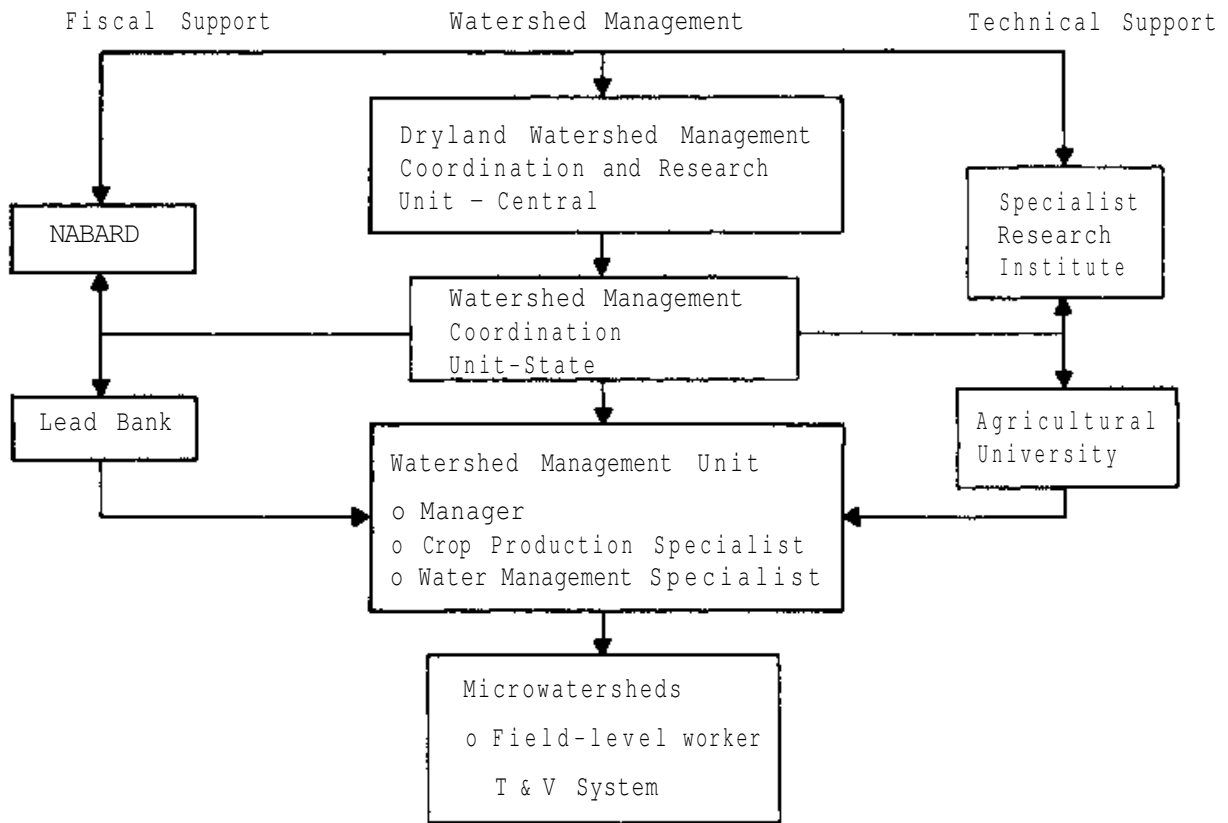 Fiscal Support
Watershed Management
Technical Support
Dryland Watershed Management
Coordination and Research
Unit – Central
NABARD
Specialist
Research
Institute
Watershed Management
Coordination
Unit-State
Lead Bank
Agricultural
University
Watershed Management Unit
o Manager
o Crop Production Specialist
o Water Management Specialist
Microwatersheds
o Field-level worker
T & V System